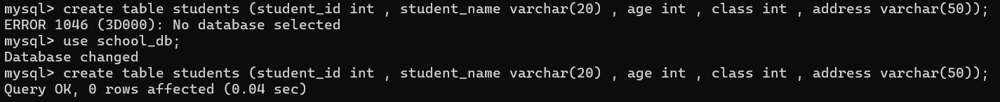 mysql> create table students (student_id int , student_name varchar(20) , age int , class int , address varchar(50));
ERROR 1046 (3D000): No database selected
mysql> use school_db;
Database changed
mysql> create table students (student_id int , student_name varchar(20) , age int , class int , address varchar(50));
Query OK, 0 rows affected (0.04 sec)